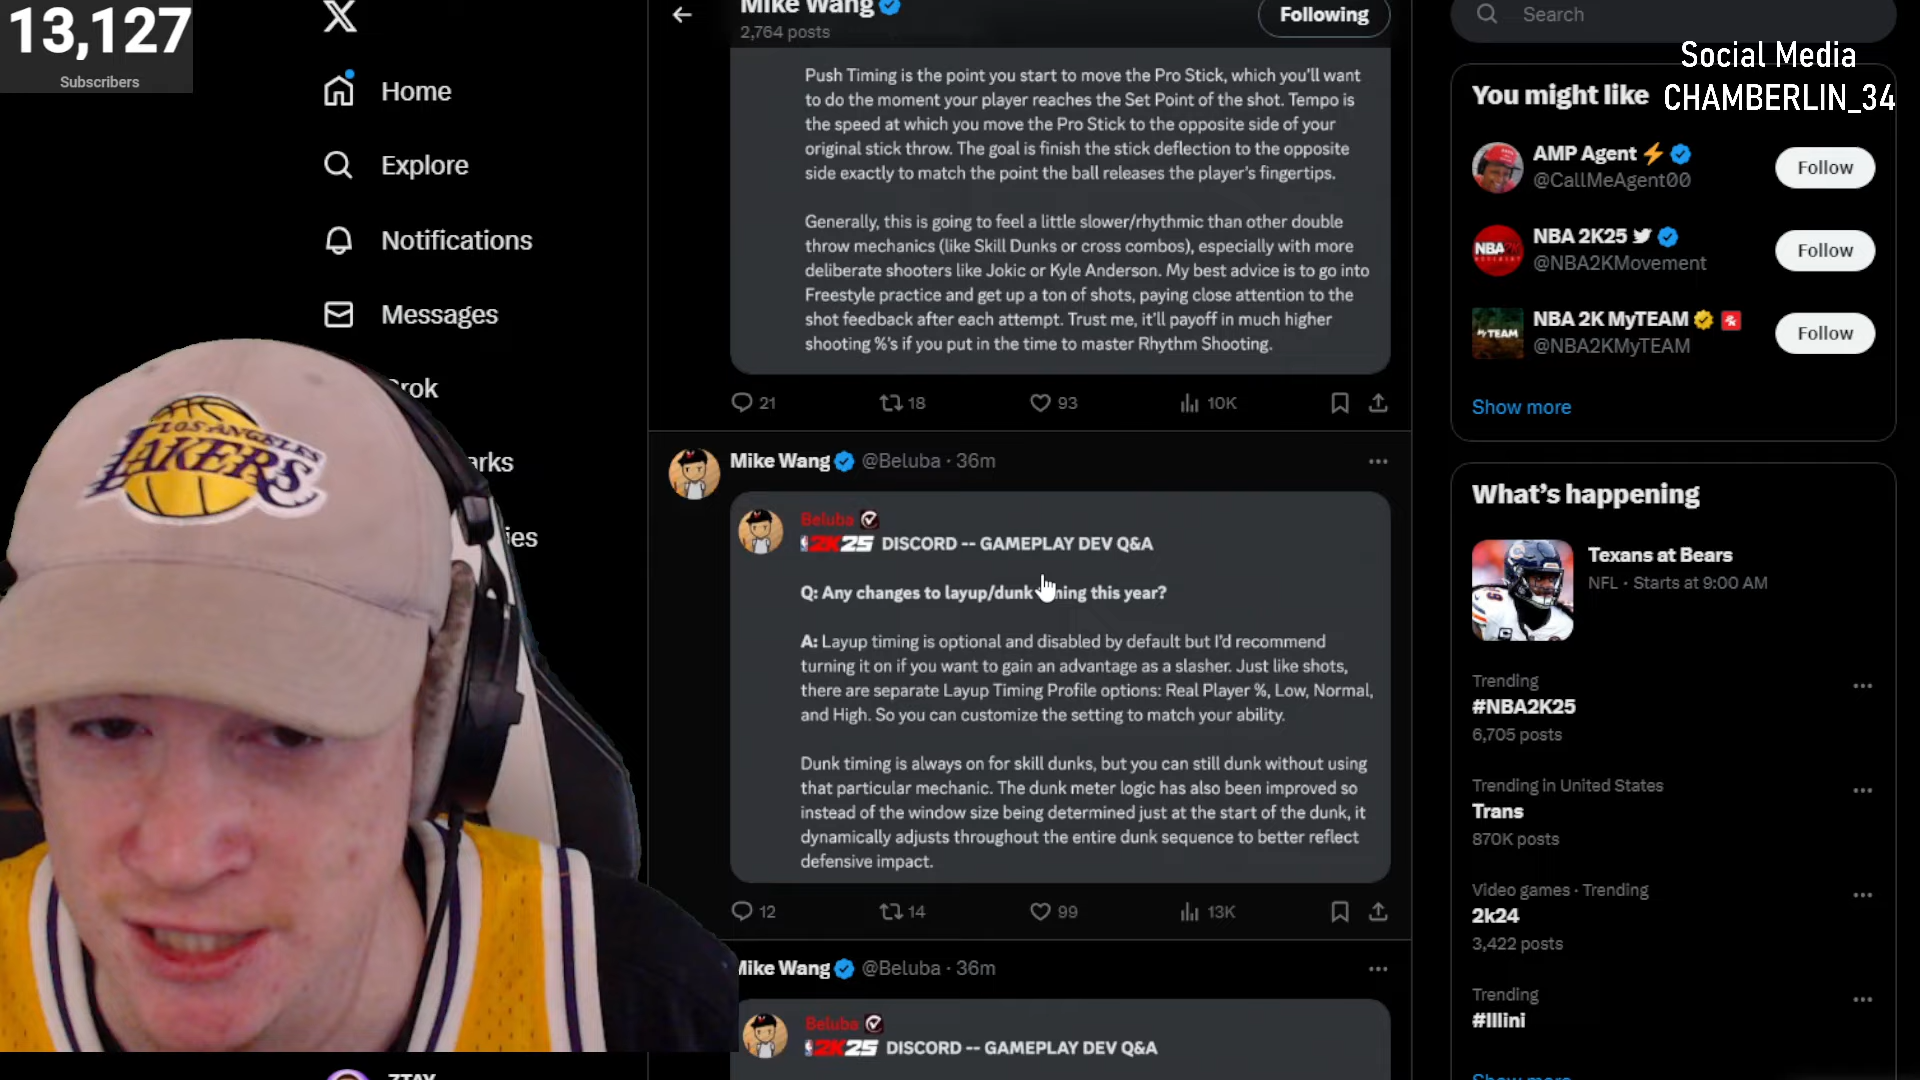 13,127
Subscribers
Home
Explore
Notifications
Messages
Mike Wang
2,764 posts
Following
Push Timing is the point you start to move the Pro Stick, which you'll want
to do the moment your player reaches the Set Point of the shot. Tempo is
the speed at which you move the Pro Stick to the opposite side of your
original stick throw. The goal is finish the stick deflection to the opposite
side exactly to match the point the ball releases the player's fingertips.
Generally, this is going to feel a little slower/rhythmic than other double
throw mechanics (like Skill Dunks or cross combos), especially with more
deliberate shooters like Jokic or Kyle Anderson. My best advice is to go into
Freestyle practice and get up a ton of shots, paying close attention to the
shot feedback after each attempt. Trust me, it'll payoff in much higher
shooting %'s if you put in the time to master Rhythm Shooting.
21 18 93 10K
Mike Wang @Beluba · 36m
Beluba
2K25 DISCORD -- GAMEPLAY DEV Q&A
Q: Any changes to layup/dunk this year?
A: Layup timing is optional and disabled by default but I'd recommend
turning it on if you want to gain an advantage as a slasher. Just like shots,
there are separate Layup Timing Profile options: Real Player %, Low, Normal,
and High. So you can customize the setting to match your ability.
Dunk timing is always on for skill dunks, but you can still dunk without using
that particular mechanic. The dunk meter logic has also been improved so
instead of the window size being determined just at the start of the dunk, it
dynamically adjusts throughout the entire dunk sequence to better reflect
defensive impact.
12 14 99 13K
Mike Wang @Beluba · 36m
Beluba
2K25 DISCORD -- GAMEPLAY DEV Q&A
Search
Social Media
CHAMBERLIN_34
You might like
AMP Agent
@CallMeAgent00
Follow
NBA 2K25
@NBA2KMovement
Follow
NBA 2K MyTEAM
@NBA2KMyTEAM
Follow
Show more
What's happening
Texans at Bears
NFL · Starts at 9:00 AM
Trending
#NBA2K25
6,705 posts
Trending in United States
Trans
870K posts
Video games · Trending
2k24
3,422 posts
Trending
#Illini
Show more
LOS ANGELES
LAKERS